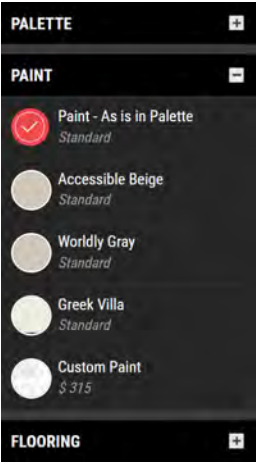 PALETTE
PAINT
Paint - As is in Palette
Standard
Accessible Beige
Standard
Worldly Gray
Standard
Greek Villa
Standard
Custom Paint
$ 315
FLOORING